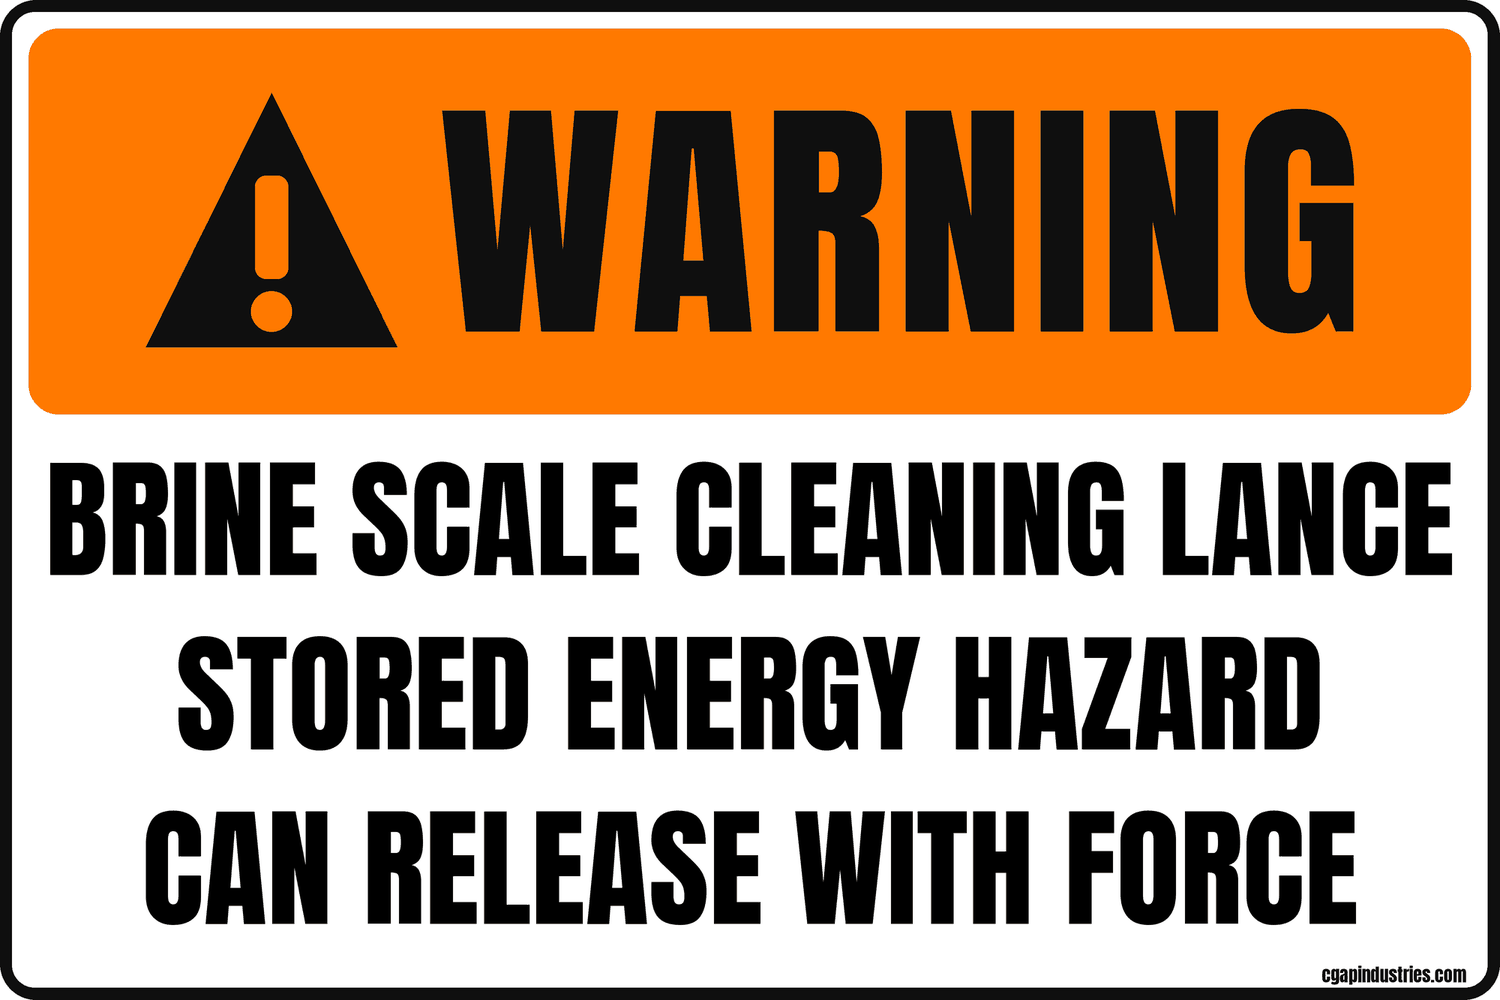 WARNING
BRINE SCALE CLEANING LANCE
STORED ENERGY HAZARD
CAN RELEASE WITH FORCE
cgapindustries.com